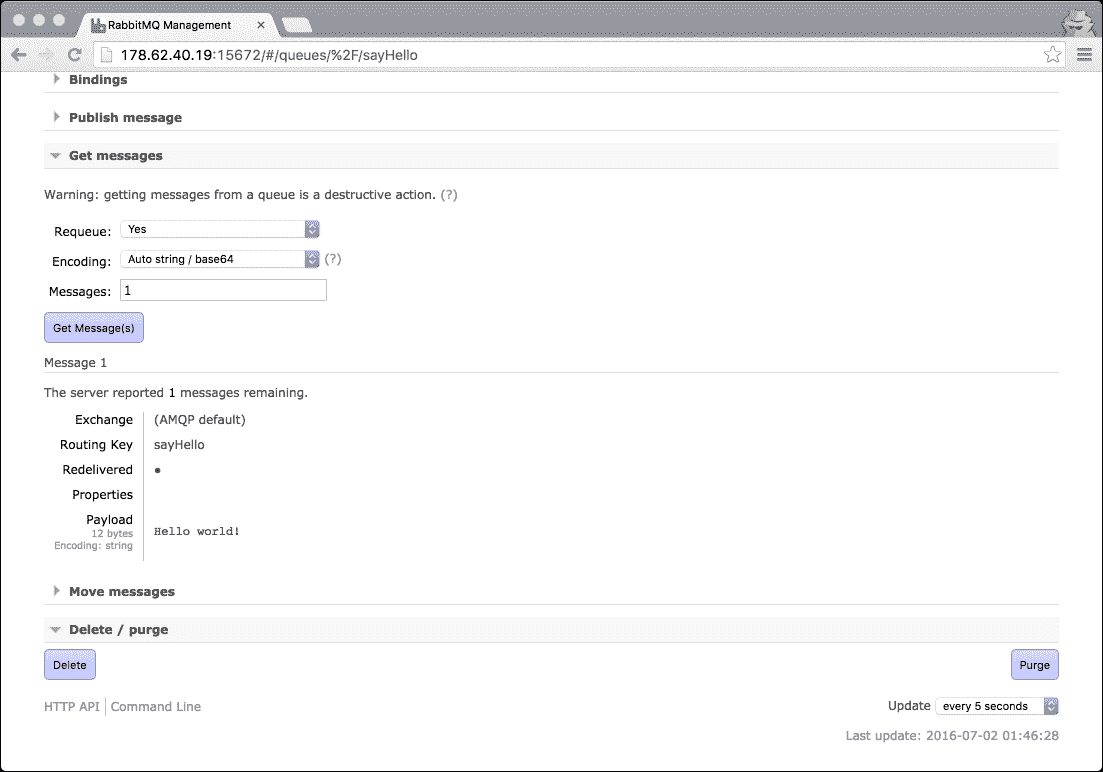 RabbitMQ Management
178.62.40.19:15672/#/queues/%2F/sayHello
Bindings
Publish message
Get messages
Warning: getting messages from a queue is a destructive action. (?)
Requeue: Yes
Encoding: Auto string / base64 (?)
Messages: 1
Get Message(s)
Message 1
The server reported 1 messages remaining.
Exchange (AMQP default)
Routing Key sayHello
Redelivered ●
Properties
Payload
12 bytes
Encoding: string
Hello world!
Move messages
Delete / purge
Delete Purge
HTTP API Command Line Update every 5 seconds
Last update: 2016-07-02 01:46:28